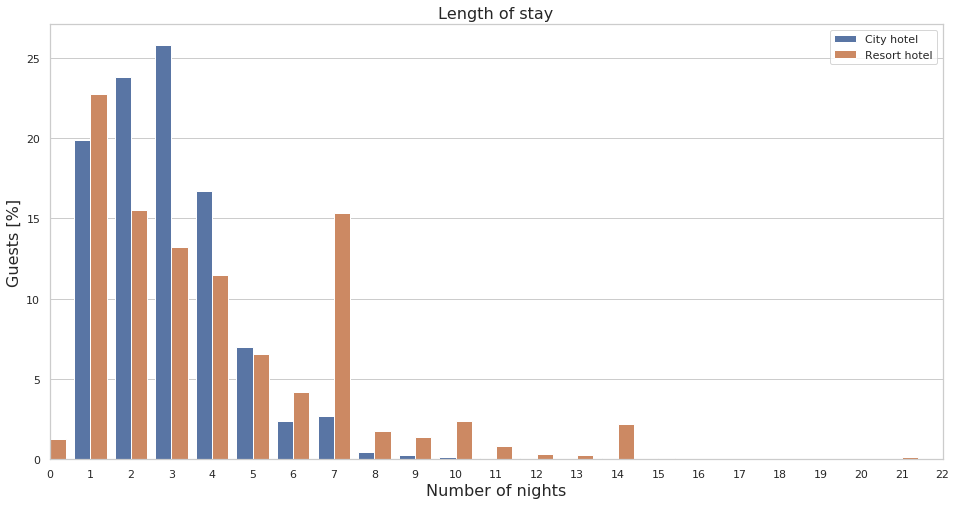 Length of stay
City hotel
Resort hotel
Guests [%]
25
20
15
10
5
0
0 1 2 3 4 5 6 7 8 9 10 11 12 13 14 15 16 17 18 19 20 21 22
Number of nights